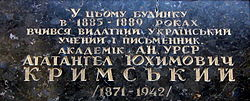 У ЦЬОМУ БУДИНКУ
В 1885-1889 РОКАХ
ВЧИВСЯ ВИДАТНИЙ УКРАЇНСЬКИЙ
УЧЕНИЙ І ПИСЬМЕННИК
АКАДЕМІК АН УРСР
АГАТАНГЕЛ ЮХИМОВИЧ
КРИМСЬКИЙ
/1871-1942/